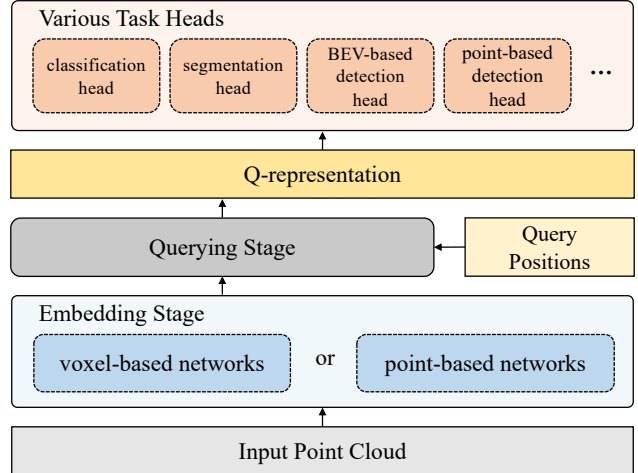 Various Task Heads
classification
head
segmentation
head
BEV-based
detection
head
point-based
detection
head
...
Q-representation
Querying Stage
Query
Positions
Embedding Stage
voxel-based networks
or
point-based networks
Input Point Cloud